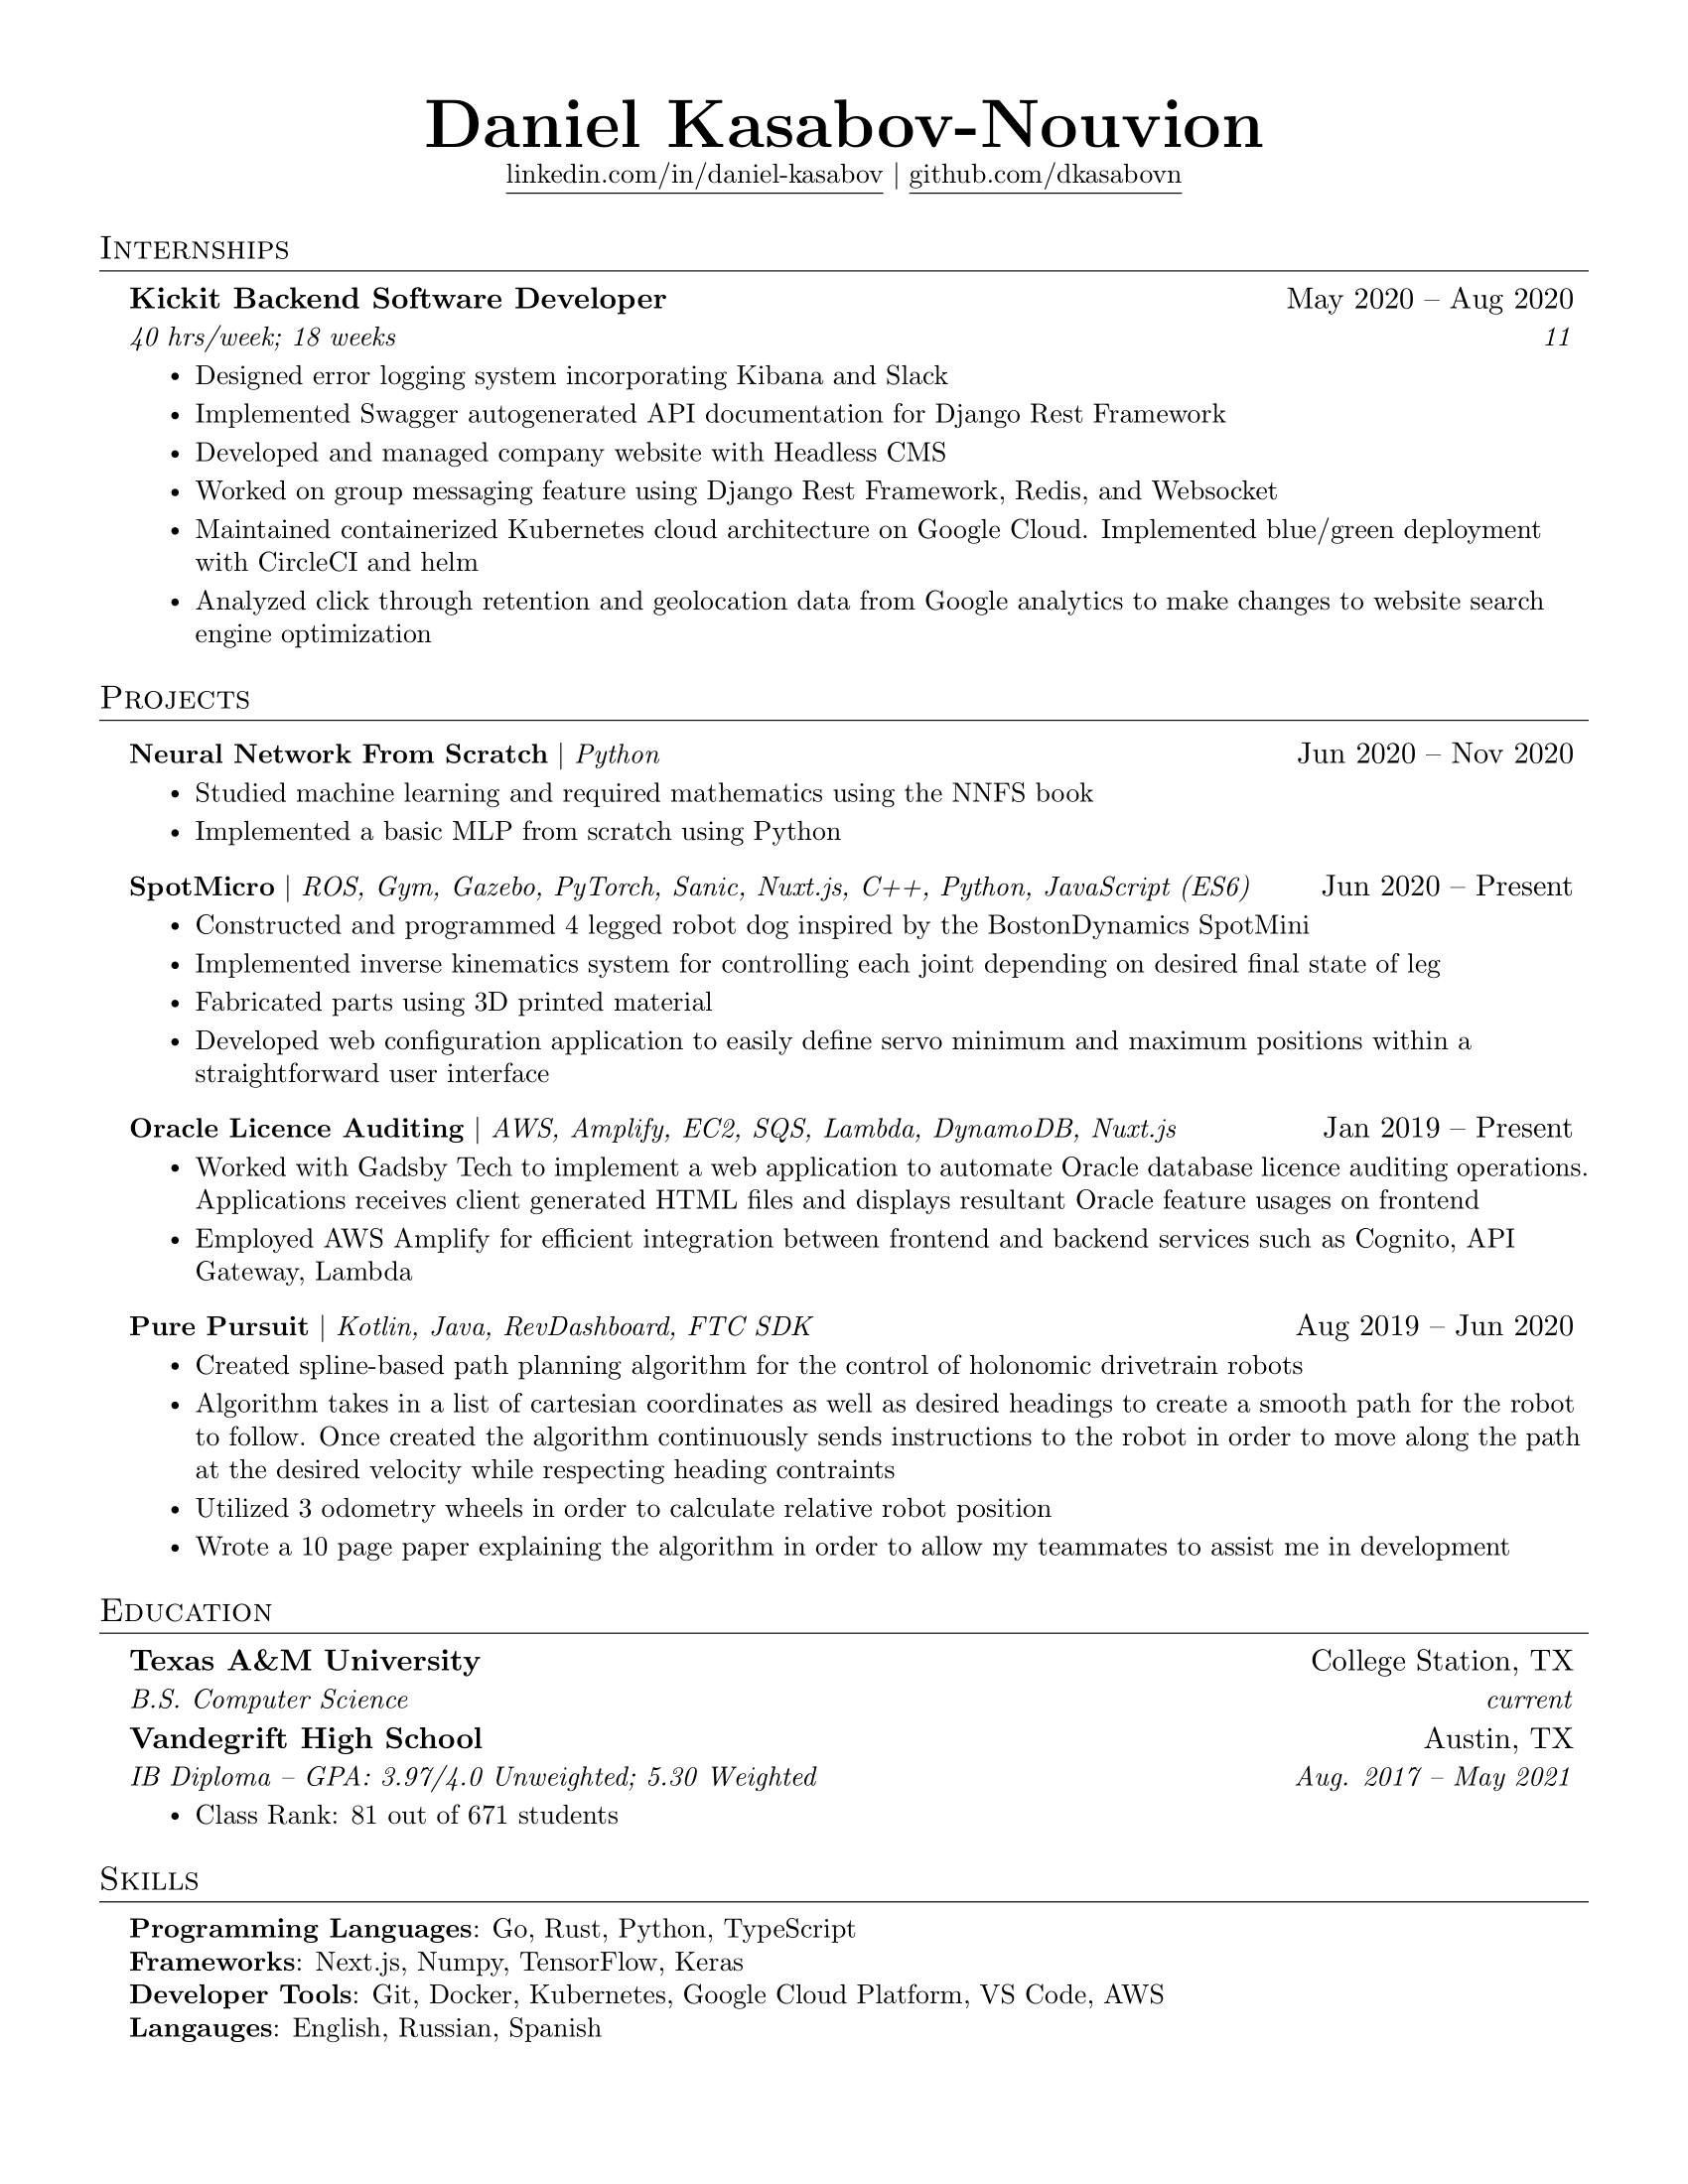 Daniel Kasabov-Nouvion
linkedin.com/in/daniel-kasabov | github.com/dkasabovn
Internships
Kickit Backend Software Developer May 2020 – Aug 2020
40 hrs/week; 18 weeks 11
• Designed error logging system incorporating Kibana and Slack
• Implemented Swagger autogenerated API documentation for Django Rest Framework
• Developed and managed company website with Headless CMS
• Worked on group messaging feature using Django Rest Framework, Redis, and Websocket
• Maintained containerized Kubernetes cloud architecture on Google Cloud. Implemented blue/green deployment
with CircleCI and helm
• Analyzed click through retention and geolocation data from Google analytics to make changes to website search
engine optimization
Projects
Neural Network From Scratch | Python Jun 2020 – Nov 2020
• Studied machine learning and required mathematics using the NNFS book
• Implemented a basic MLP from scratch using Python
SpotMicro | ROS, Gym, Gazebo, PyTorch, Sanic, Nuxt.js, C++, Python, JavaScript (ES6) Jun 2020 – Present
• Constructed and programmed 4 legged robot dog inspired by the BostonDynamics SpotMini
• Implemented inverse kinematics system for controlling each joint depending on desired final state of leg
• Fabricated parts using 3D printed material
• Developed web configuration application to easily define servo minimum and maximum positions within a
straightforward user interface
Oracle Licence Auditing | AWS, Amplify, EC2, SQS, Lambda, DynamoDB, Nuxt.js Jan 2019 – Present
• Worked with Gadsby Tech to implement a web application to automate Oracle database licence auditing operations.
Applications receives client generated HTML files and displays resultant Oracle feature usages on frontend
• Employed AWS Amplify for efficient integration between frontend and backend services such as Cognito, API
Gateway, Lambda
Pure Pursuit | Kotlin, Java, RevDashboard, FTC SDK Aug 2019 – Jun 2020
• Created spline-based path planning algorithm for the control of holonomic drivetrain robots
• Algorithm takes in a list of cartesian coordinates as well as desired headings to create a smooth path for the robot
to follow. Once created the algorithm continuously sends instructions to the robot in order to move along the path
at the desired velocity while respecting heading contraints
• Utilized 3 odometry wheels in order to calculate relative robot position
• Wrote a 10 page paper explaining the algorithm in order to allow my teammates to assist me in development
Education
Texas A&M University College Station, TX
B.S. Computer Science current
Vandegrift High School Austin, TX
IB Diploma – GPA: 3.97/4.0 Unweighted; 5.30 Weighted Aug. 2017 – May 2021
• Class Rank: 81 out of 671 students
Skills
Programming Languages: Go, Rust, Python, TypeScript
Frameworks: Next.js, Numpy, TensorFlow, Keras
Developer Tools: Git, Docker, Kubernetes, Google Cloud Platform, VS Code, AWS
Langauges: English, Russian, Spanish